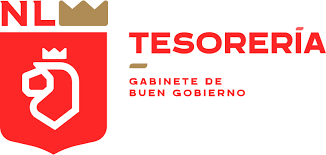 NL
TESORERÍA
GABINETE DE
BUEN GOBIERNO